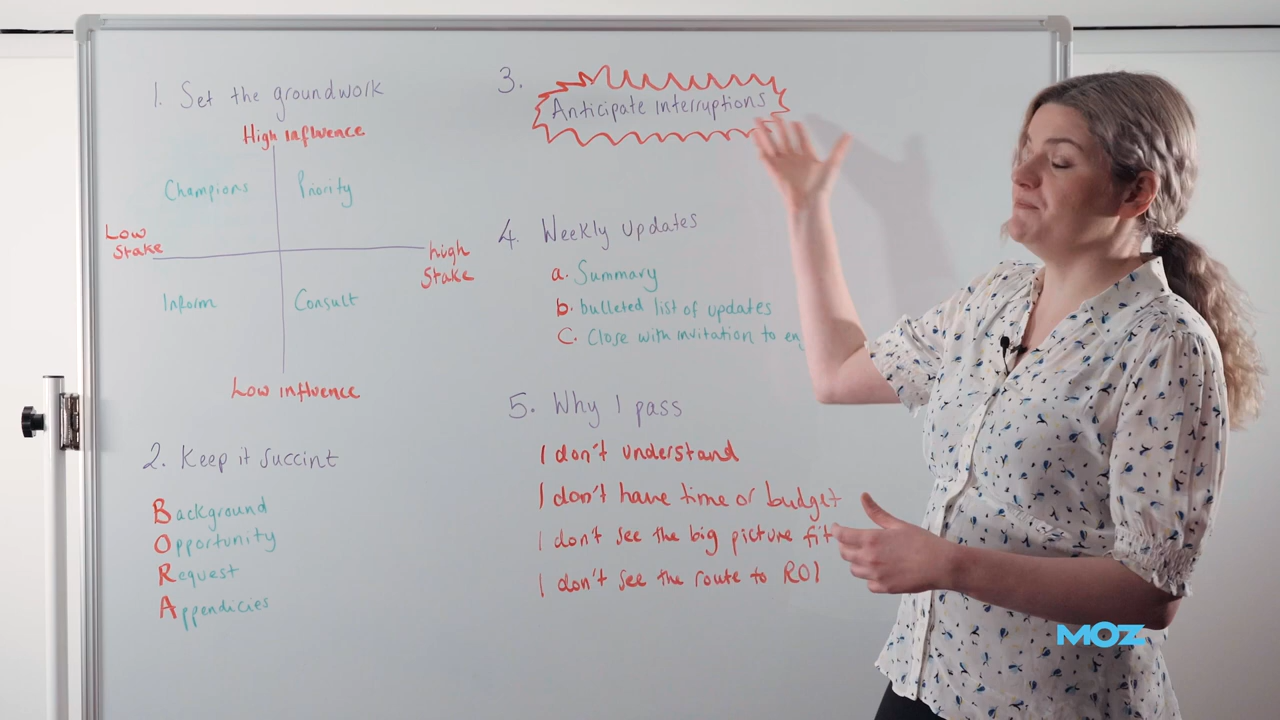 1. Set the groundwork
High influence
Champions
Priority
Low Stake
high Stake
Inform
Consult
Low influence
2. Keep it succint
Background
Opportunity
Request
Appendicies
3. Anticipate interruptions
4. Weekly updates
a. Summary
b. bulleted list of updates
C. Close with invitation to
5. Why I pass
I don't understand
I don't have time or budget
I don't see the big picture fit
I don't see the route to ROI
MOZ